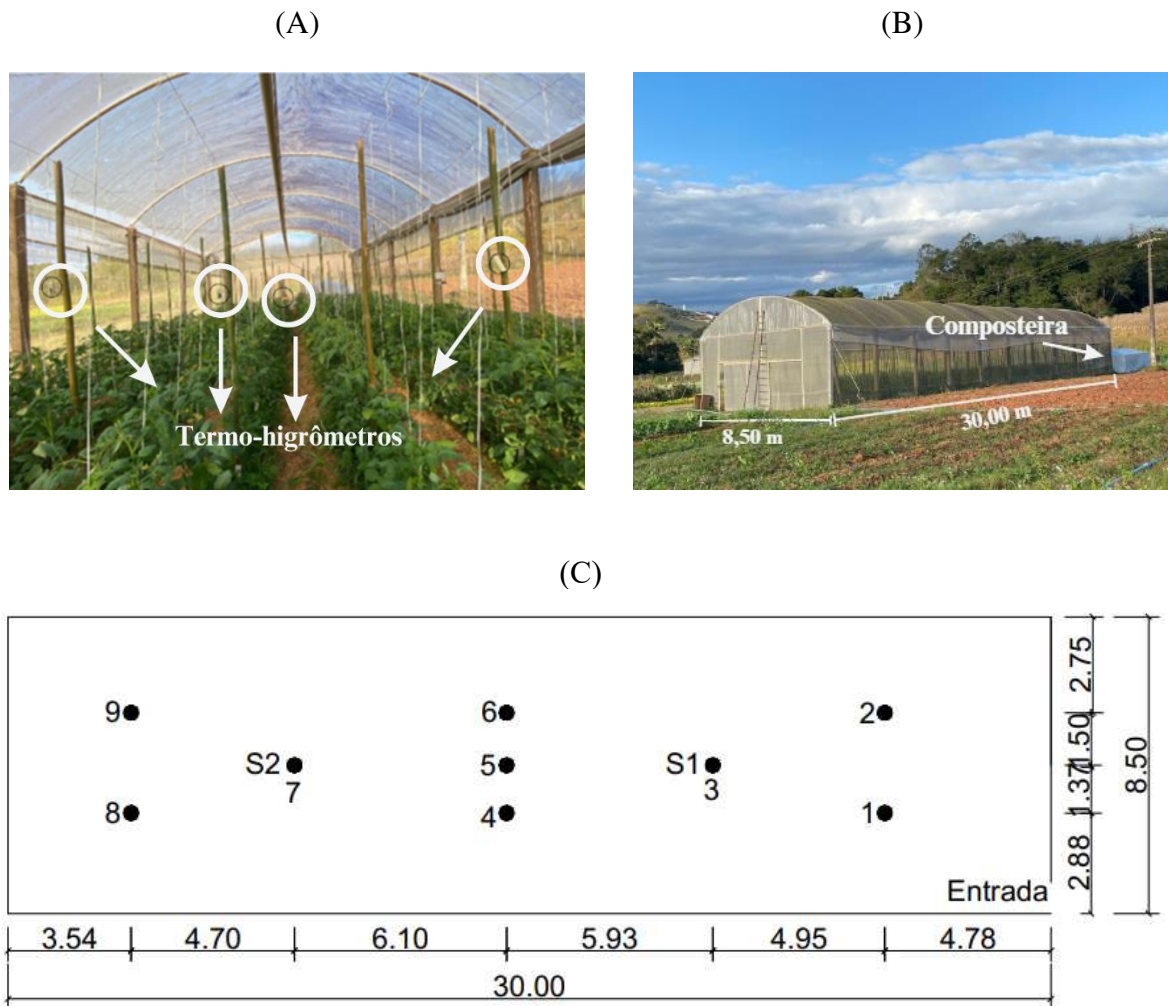 (A)
(B)
Termo-higrômetros
Composteira
8,50 m
30,00 m
(C)
9
6
2
S2
5
S1
7
3
8
4
1
Entrada
2.75
1.50
1.37
2.88
8.50
3.54
4.70
6.10
5.93
4.95
4.78
30.00